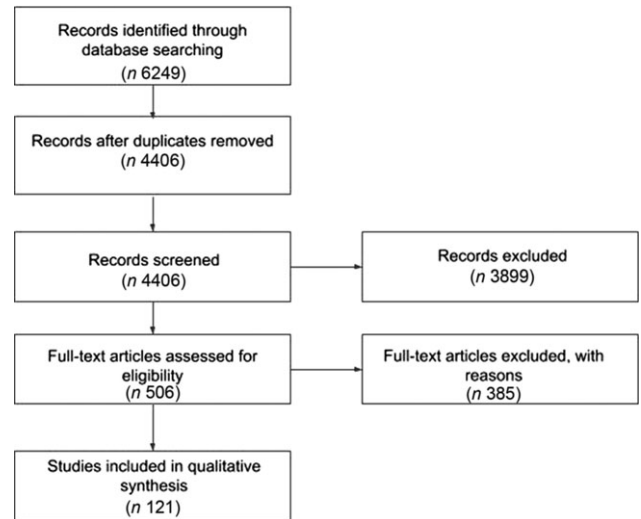 Records identified through
database searching
(n 6249)
Records after duplicates removed
(n 4406)
Records screened
(n 4406)
Records excluded
(n 3899)
Full-text articles assessed for
eligibility
(n 506)
Full-text articles excluded, with
reasons
(n 385)
Studies included in qualitative
synthesis
(n 121)